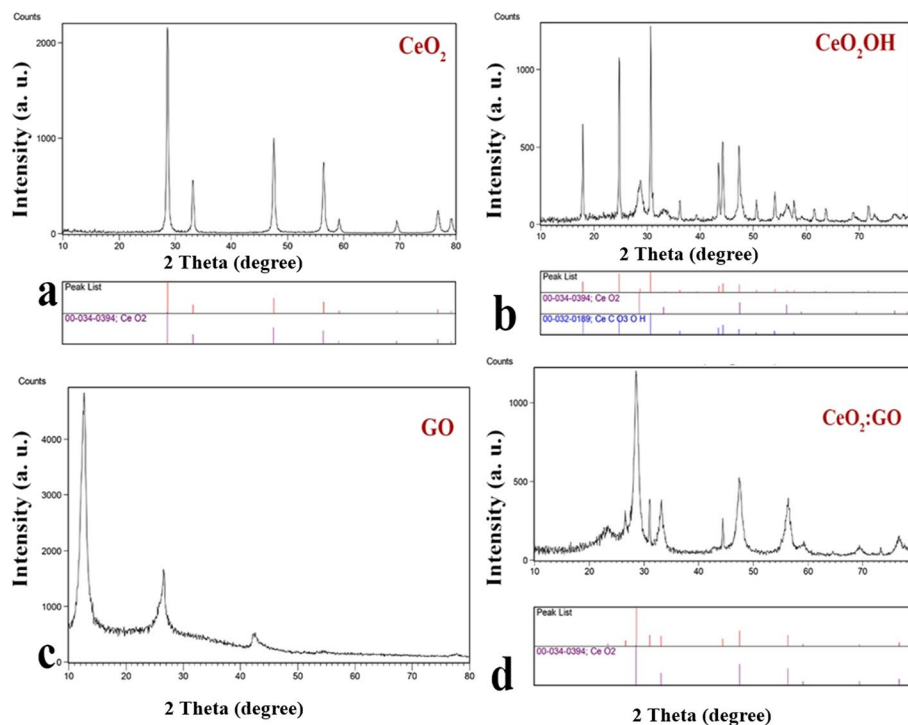 Counts
CeO2
Intensity (a. u.)
2000
1000
0
10 20 30 40 50 60 70 80
2 Theta (degree)
a
Peak List
00-034-0394; Ce O2
Counts
CeO2OH
Intensity (a. u.)
1000
500
0
10 20 30 40 50 60 70
2 Theta (degree)
b
Peak List
00-034-0394; Ce O2
00-032-0189; Ce C O3 O H
Counts
GO
Intensity (a. u.)
4000
3000
2000
1000
0
10 20 30 40 50 60 70 80
c
2 Theta (degree)
Counts
CeO2:GO
Intensity (a. u.)
1000
500
0
10 20 30 40 50 60 70
Peak List
00-034-0394; Ce O2
d
2 Theta (degree)